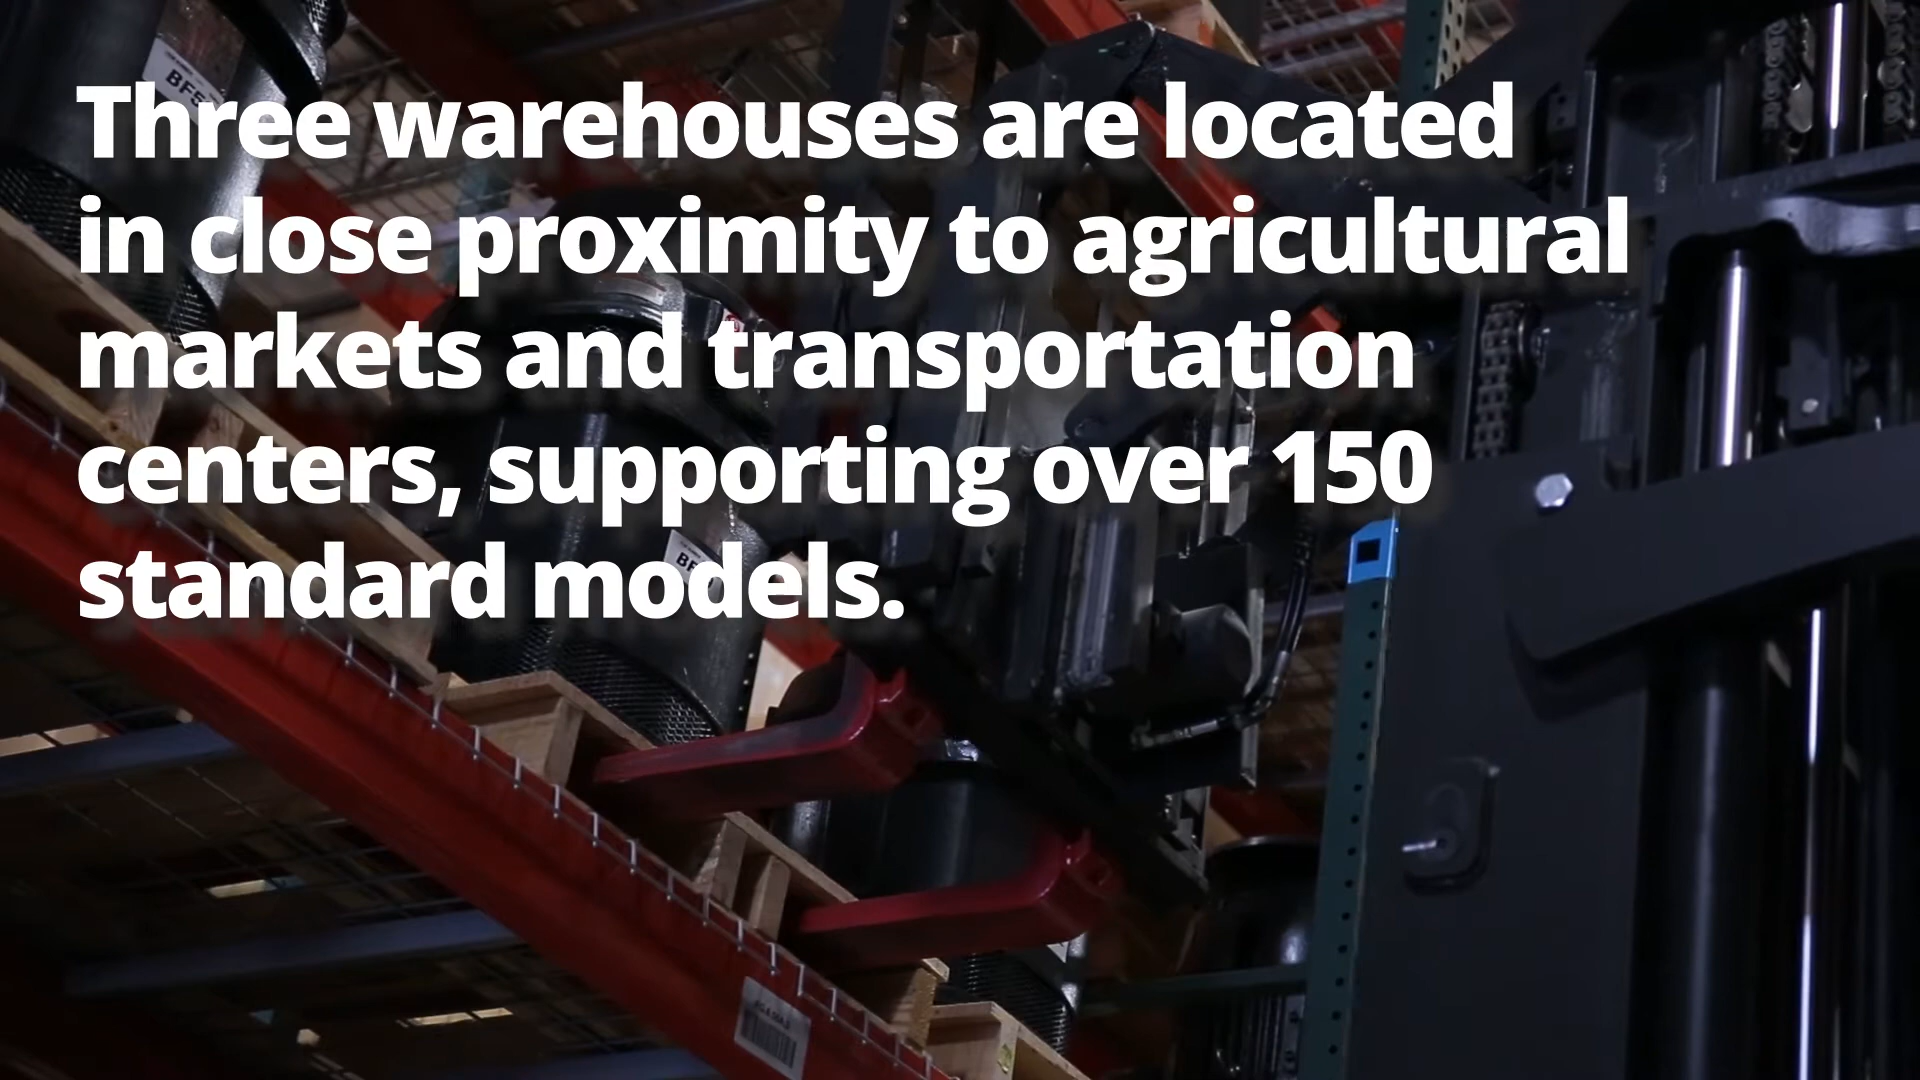 Three warehouses are located
in close proximity to agricultural
markets and transportation
centers, supporting over 150
standard models.